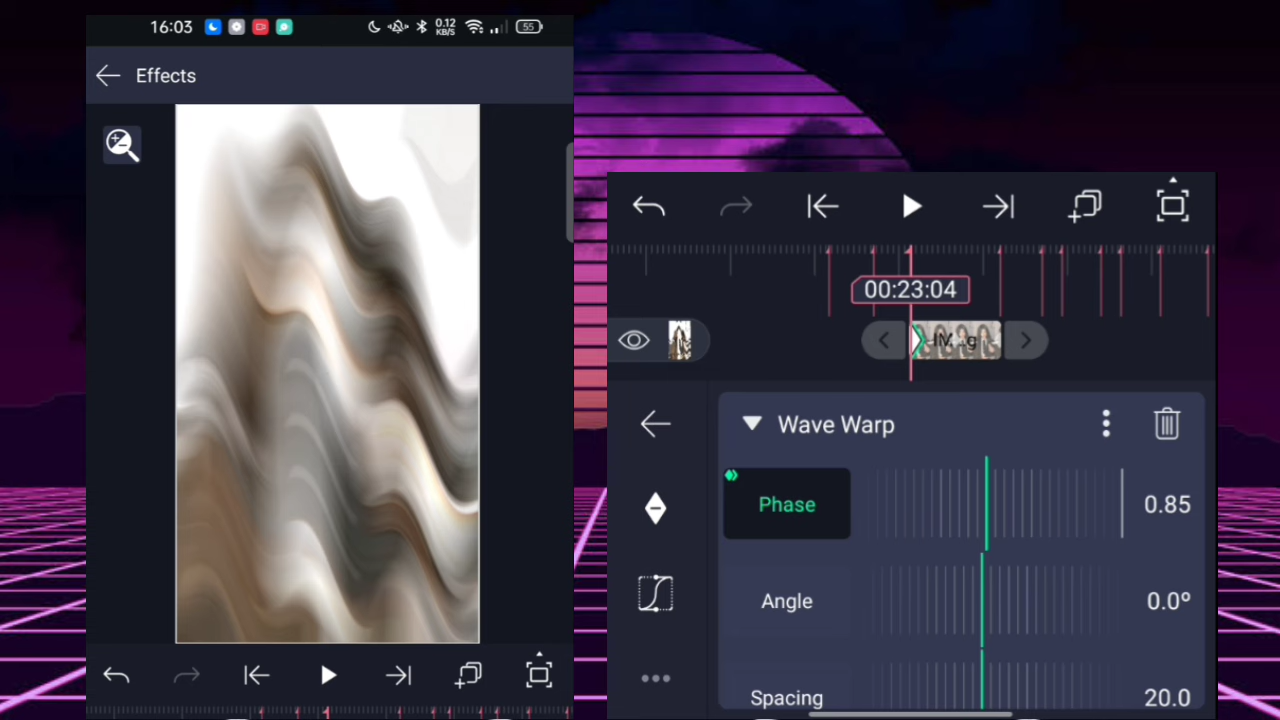 16:03
0.12
KB/S
55
Effects
00:23:04
Wave Warp
Phase
0.85
Angle
0.0º
Spacing
20.0